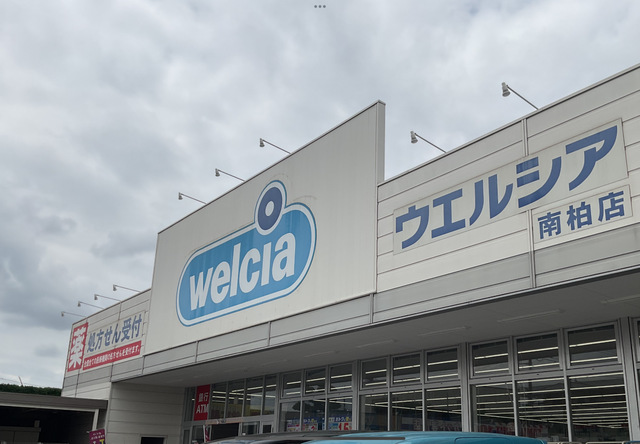 薬
処方せん受付
welcia
ウエルシア
南柏店
銀行
ATM